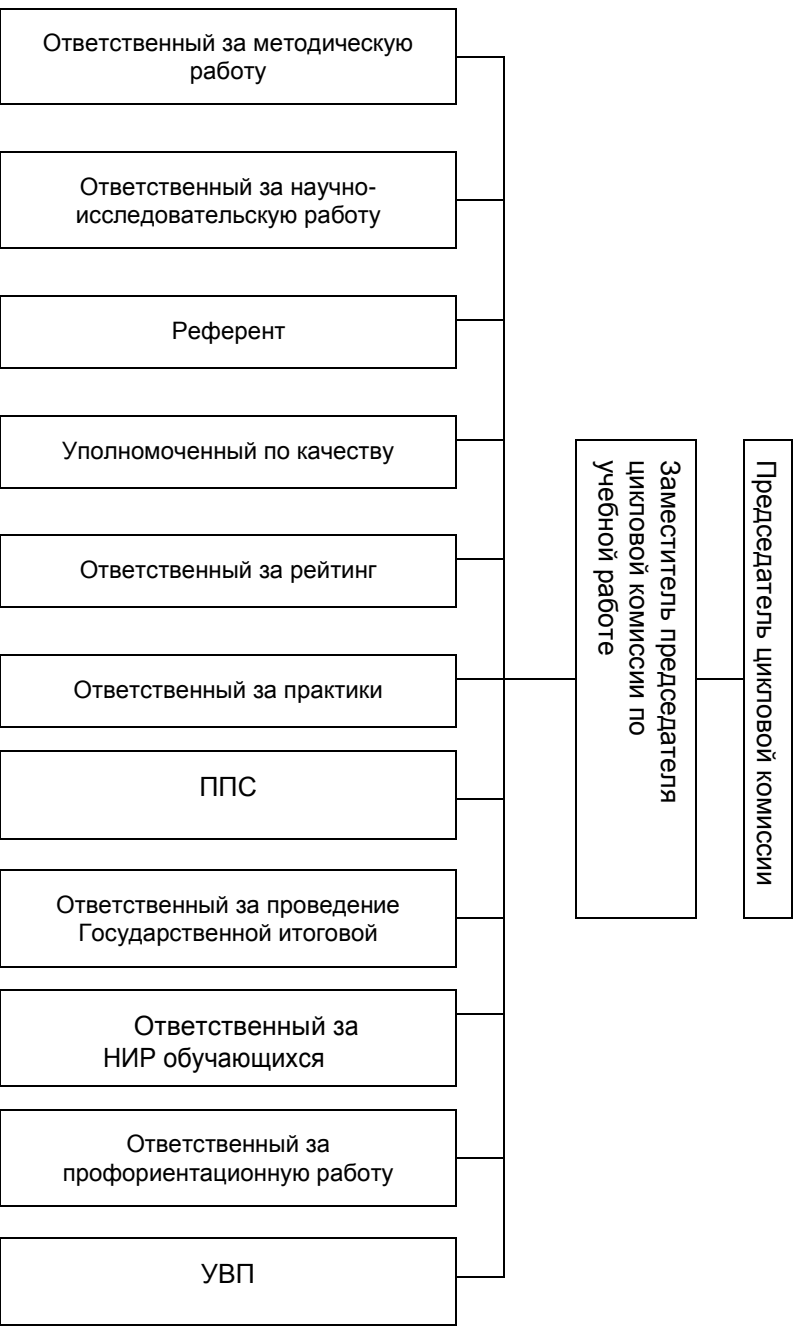 Ответственный за методическую
работу
Ответственный за научно-
исследовательскую работу
Референт
Уполномоченный по качеству
Ответственный за рейтинг
Ответственный за практики
ППС
Ответственный за проведение
Государственной итоговой
Ответственный за
НИР обучающихся
Ответственный за
профориентационную работу
УВП
Заместитель председателя
цикловой комиссии по
учебной работе
Председатель цикловой комиссии